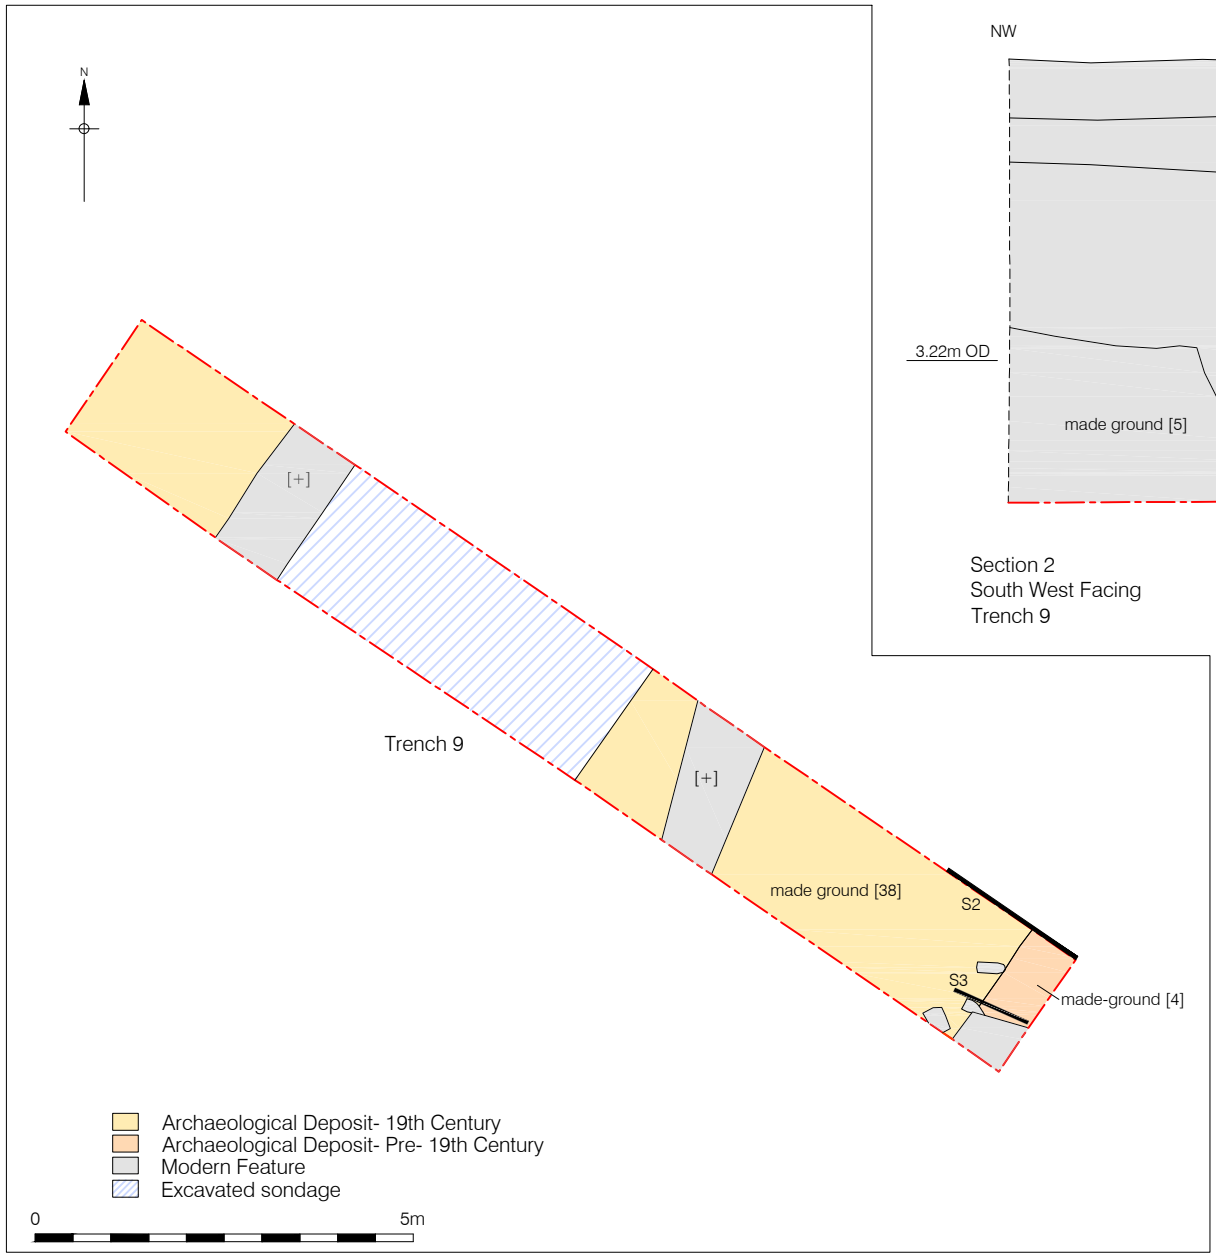 N
NW
3.22m OD
made ground [5]
Section 2
South West Facing
Trench 9
[+]
Trench 9
[+]
made ground [38]
S2
S3
made-ground [4]
Archaeological Deposit- 19th Century
Archaeological Deposit- Pre- 19th Century
Modern Feature
Excavated sondage
0 5m